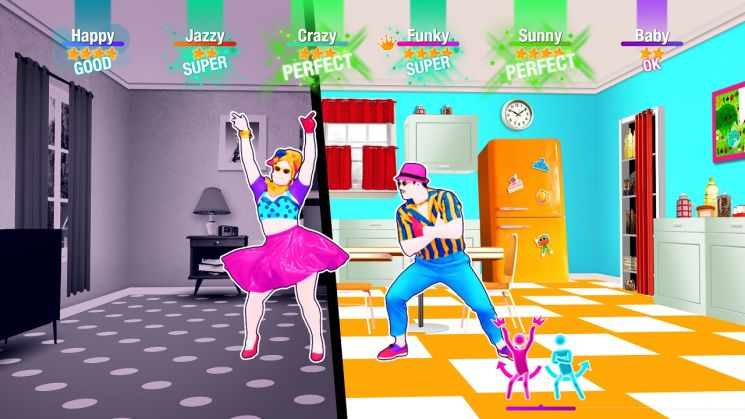 Happy
GOOD
Jazzy
SUPER
Crazy
PERFECT
Funky
SUPER
Sunny
PERFECT
Baby
OK